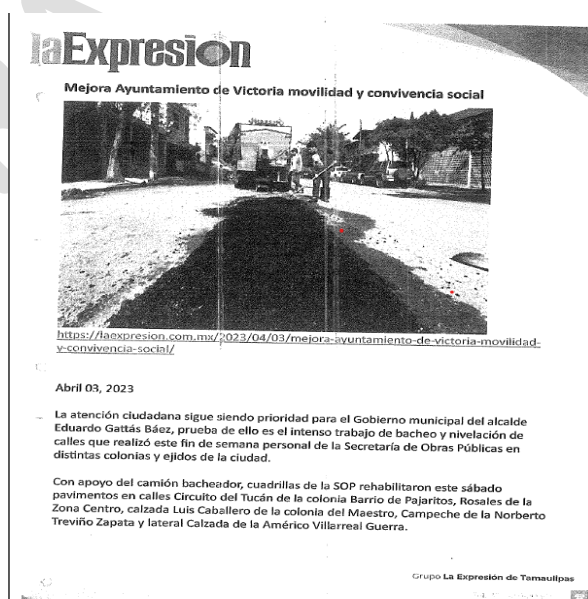 laExpresión
Mejora Ayuntamiento de Victoria movilidad y convivencia social
https://laexpresion.com.mx/2023/04/03/mejora-ayuntamiento-de-victoria-movilidad-
y-convivencia-social/
Abril 03, 2023
La atención ciudadana sigue siendo prioridad para el Gobierno municipal del alcalde
Eduardo Gattás Báez, prueba de ello es el intenso trabajo de bacheo y nivelación de
calles que realizó este fin de semana personal de la Secretaría de Obras Públicas en
distintas colonias y ejidos de la ciudad.
Con apoyo del camión bacheador, cuadrillas de la SOP rehabilitaron este sábado
pavimentos en calles Circuito del Tucán de la colonia Barrio de Pajaritos, Rosales de la
Zona Centro, calzada Luis Caballero de la colonia del Maestro, Campeche de la Norberto
Treviño Zapata y lateral Calzada de la Américo Villarreal Guerra.
Grupo La Expresión de Tamaulipas